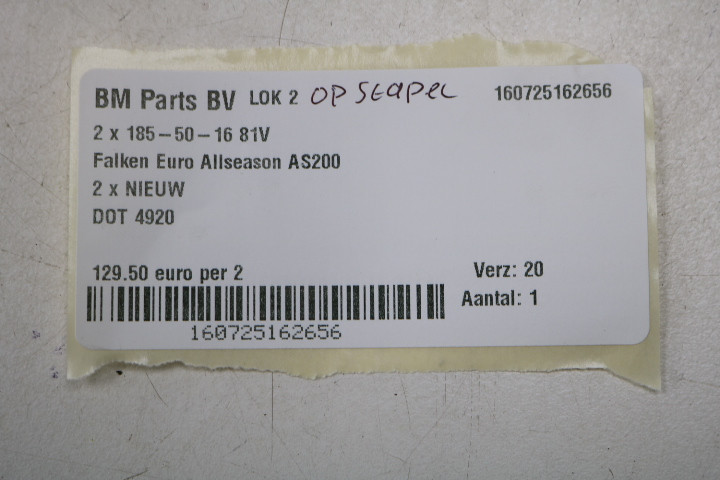 BM Parts BV LOK 2 OP STAPEL 160725162656
2 x 185-50-16 81V
Falken Euro Allseason AS200
2 x NIEUW
DOT 4920
129.50 euro per 2 Verz: 20
Aantal: 1
160725162656